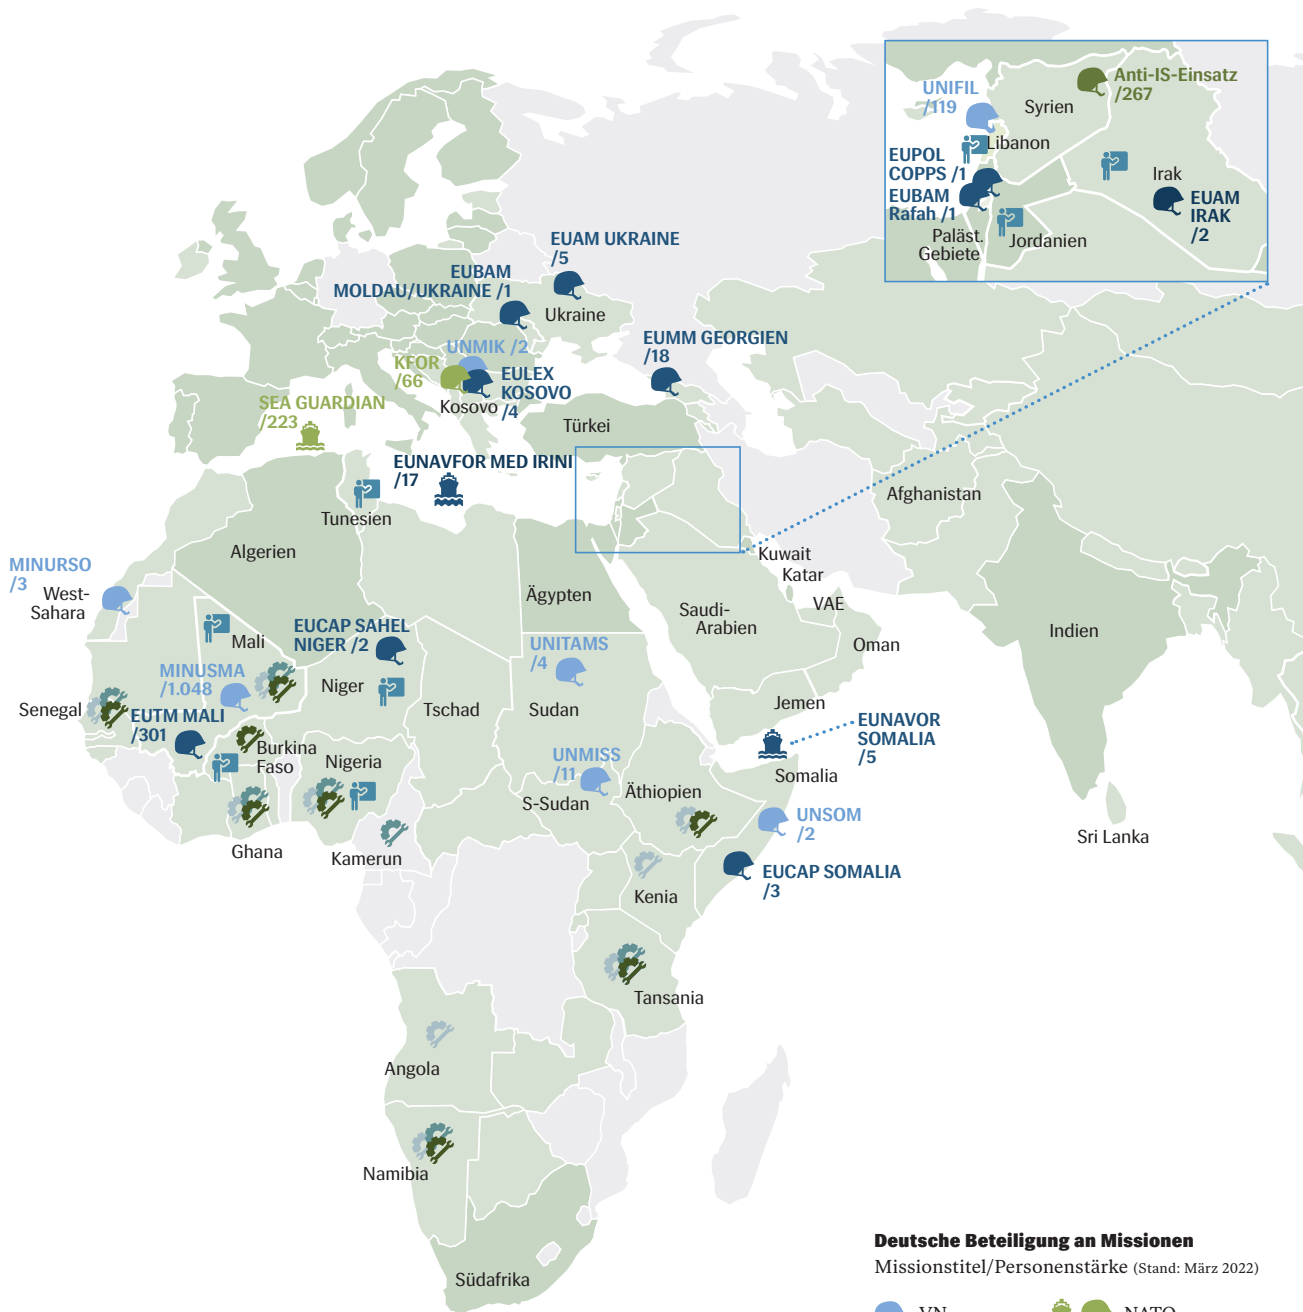 Anti-IS-Einsatz
/267
UNIFIL
/119
Syrien
Libanon
EUPOL
COPPS /1
EUBAM
Rafah /1
Irak
EUAM
IRAK
/2
Paläst.
Gebiete
Jordanien
EUAM UKRAINE
/5
EUBAM
MOLDAU/UKRAINE /1
Ukraine
EUMM GEORGIEN
/18
UNMIK /2
KFOR
/66
EULEX
KOSOVO
/4
Kosovo
SEA GUARDIAN
/223
Türkei
EUNAVFOR MED IRINI
/17
Tunesien
Afghanistan
Algerien
Kuwait
Katar
MINURSO
/3
West-
Sahara
Ägypten
VAE
Saudi-
Arabien
Oman
Indien
EUCAP SAHEL
NIGER /2
Mali
UNITAMS
/4
MINUSMA
/1.048
Niger
Senegal
EUTM MALI
/301
Tschad
Sudan
Jemen
EUNAVOR
SOMALIA
/5
Burkina
Faso
Nigeria
UNMISS
/11
Somalia
S-Sudan
Äthiopien
UNSOM
/2
Sri Lanka
Ghana
Kamerun
EUCAP SOMALIA
/3
Kenia
Tansania
Angola
Namibia
Südafrika
Deutsche Beteiligung an Missionen
Missionstitel/Personenstärke (Stand: März 2022)
VN
NATO